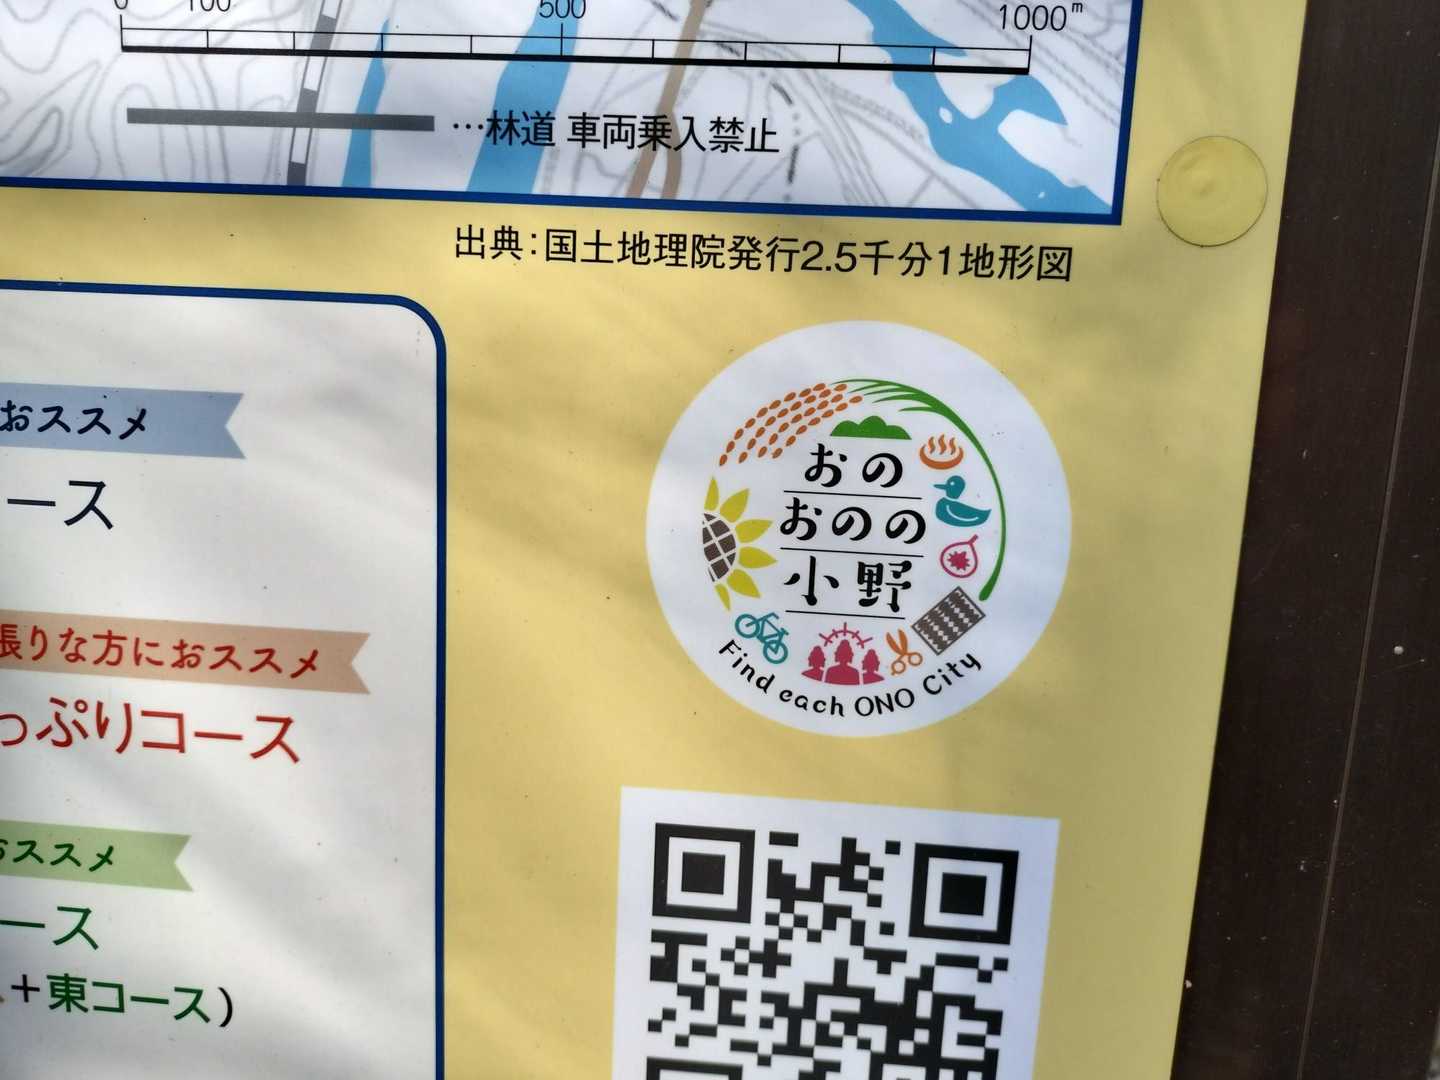 0 100 500 1000m
…林道 車両乗入禁止
出典：国土地理院発行2.5千分1地形図
おススメ
ース
張りな方におススメ
っぷりコース
おススメ
ース
＋東コース）
おの
おのの
小野
Find each ONO City